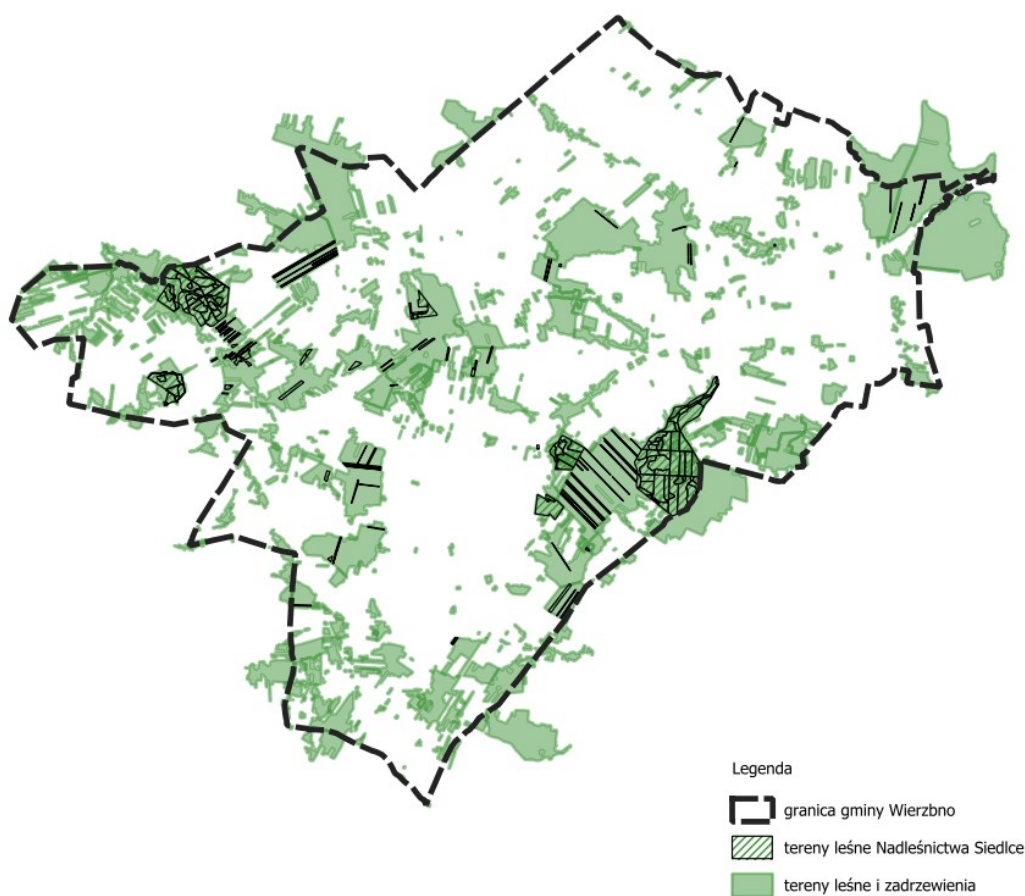 Legenda
granica gminy Wierzbno
tereny leśne Nadleśnictwa Siedlce
tereny leśne i zadrzewienia